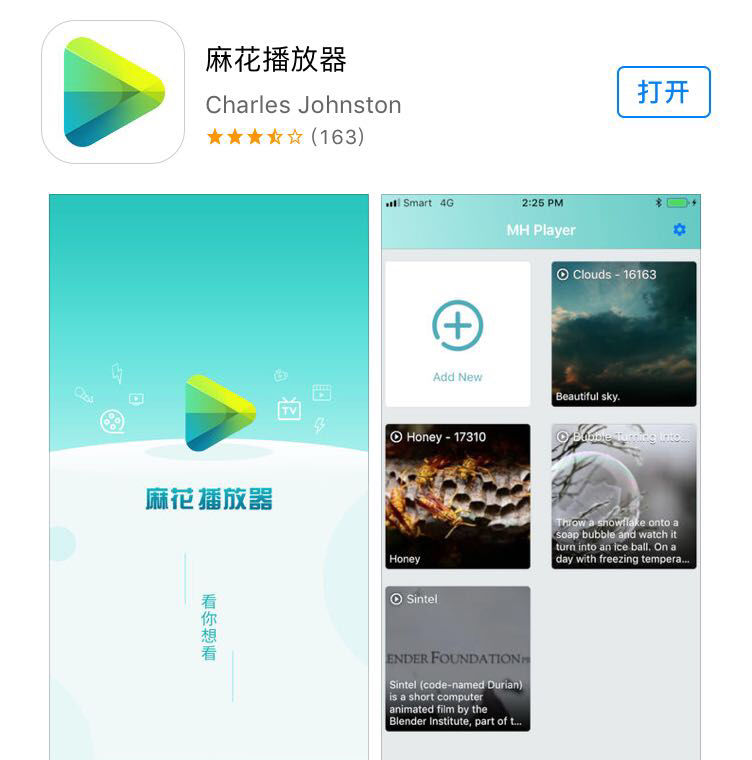 麻花播放器
Charles Johnston
(163)
打开
TV
麻花播放器
看你想看
Smart 4G 2:25 PM
MH Player
Add New
Clouds - 16163
Beautiful sky.
Honey - 17310
Honey
Bubble Turning Into...
Throw a snowflake onto a
soap bubble and watch it
turn into an ice ball. On a
day with freezing tempera...
Sintel
LENDER FOUNDATION PR
Sintel (code-named Durian)
is a short computer
animated film by the
Blender Institute, part of t...